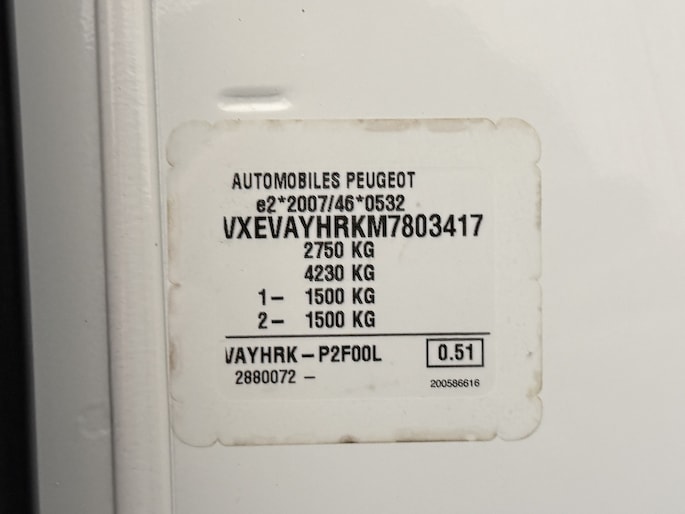 AUTOMOBILES PEUGEOT
e2*2007/46*0532
VXEVAYHRKM7803417
2750 KG
4230 KG
1- 1500 KG
2- 1500 KG
VAYHRK-P2F00L 0.51
2880072 -
200586616